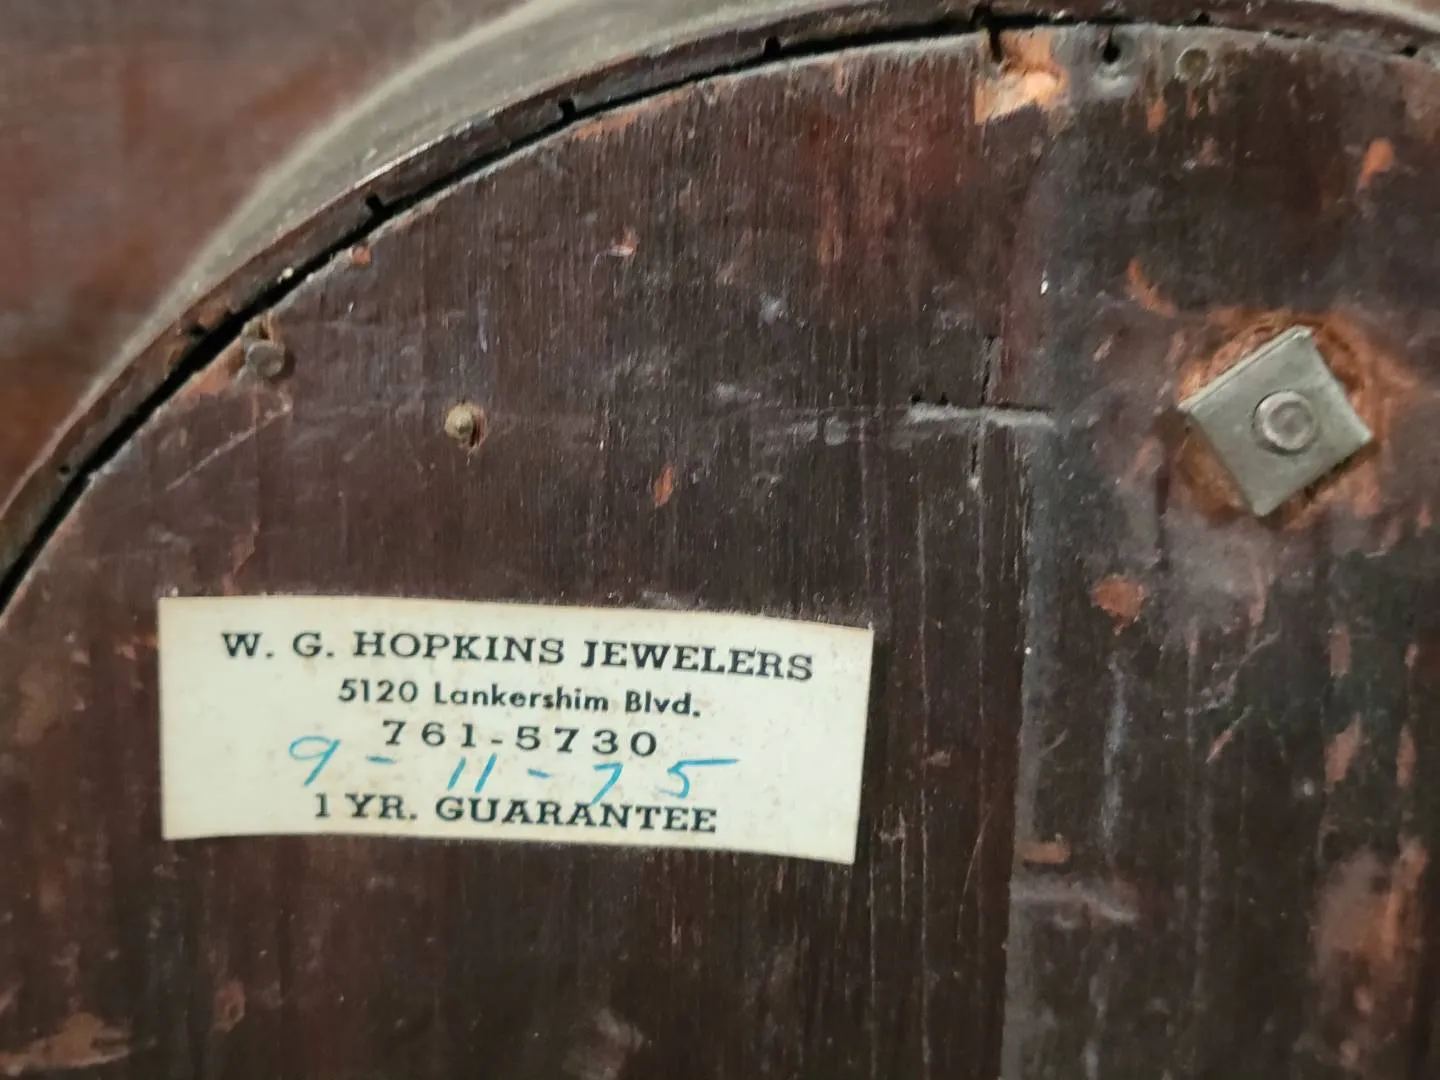 W. G. HOPKINS JEWELERS
5120 Lankershim Blvd.
761-5730
9-11-75
1 YR. GUARANTEE